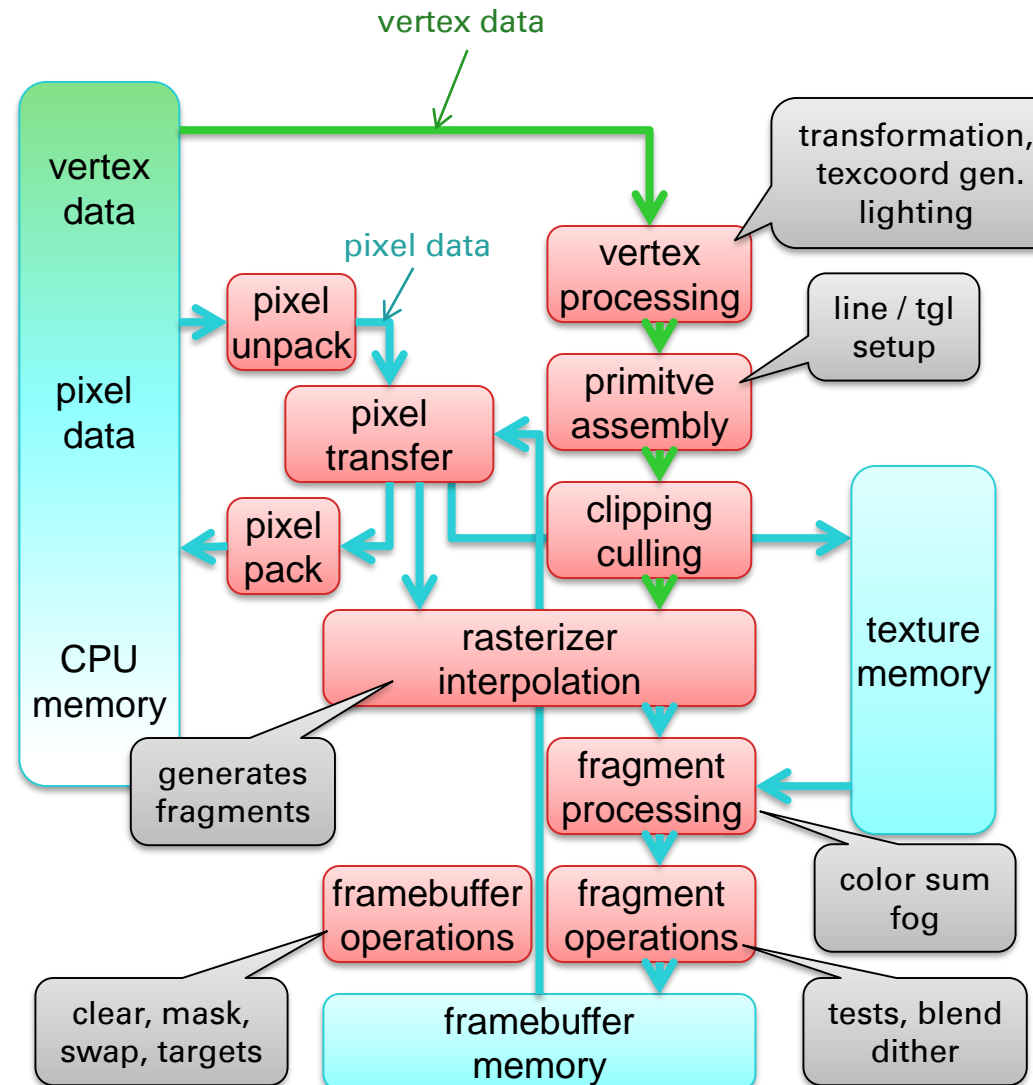 vertex data
vertex
data
transformation,
texcoord gen.
lighting
pixel data
vertex
processing
pixel
unpack
line / tgl
setup
pixel
data
primitve
assembly
pixel
transfer
pixel
pack
clipping
culling
CPU
memory
rasterizer
interpolation
texture
memory
generates
fragments
fragment
processing
color sum
fog
framebuffer
operations
fragment
operations
clear, mask,
swap, targets
framebuffer
memory
tests, blend
dither